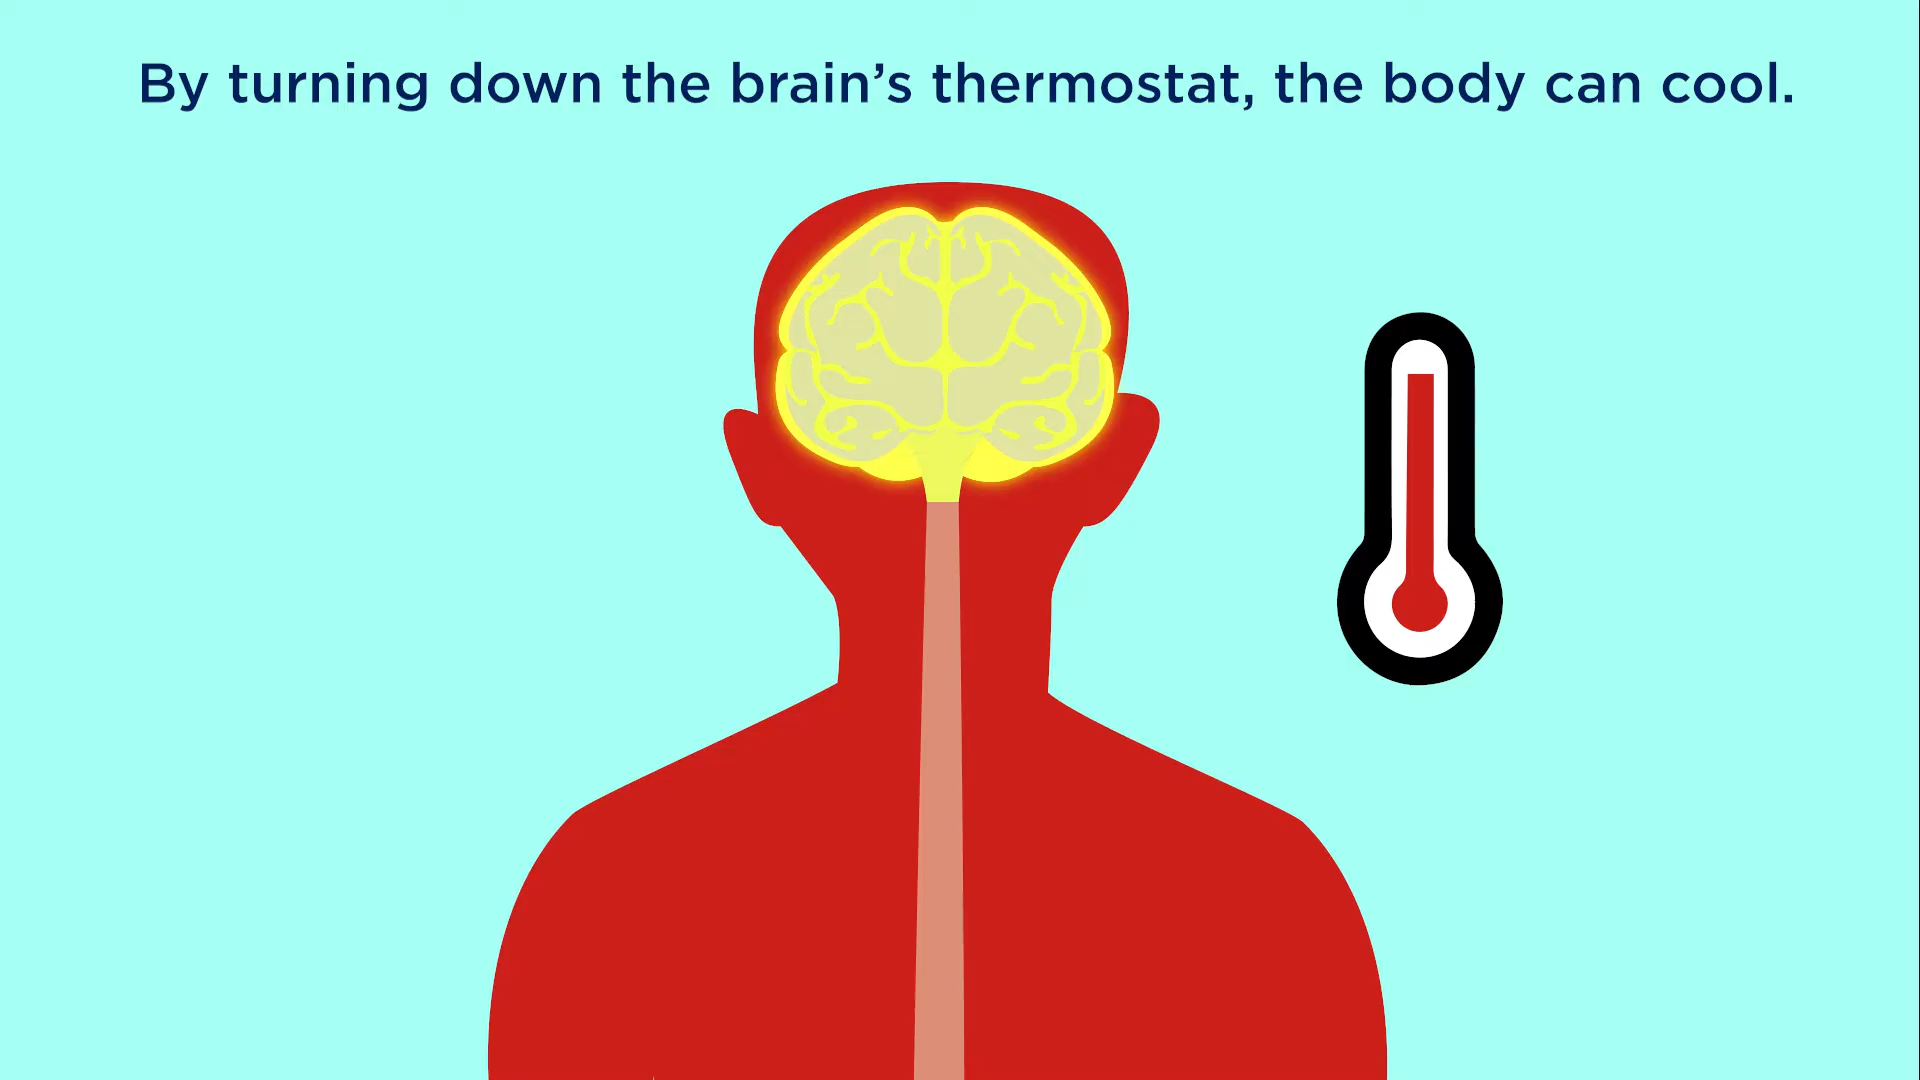 By turning down the brain’s thermostat, the body can cool.